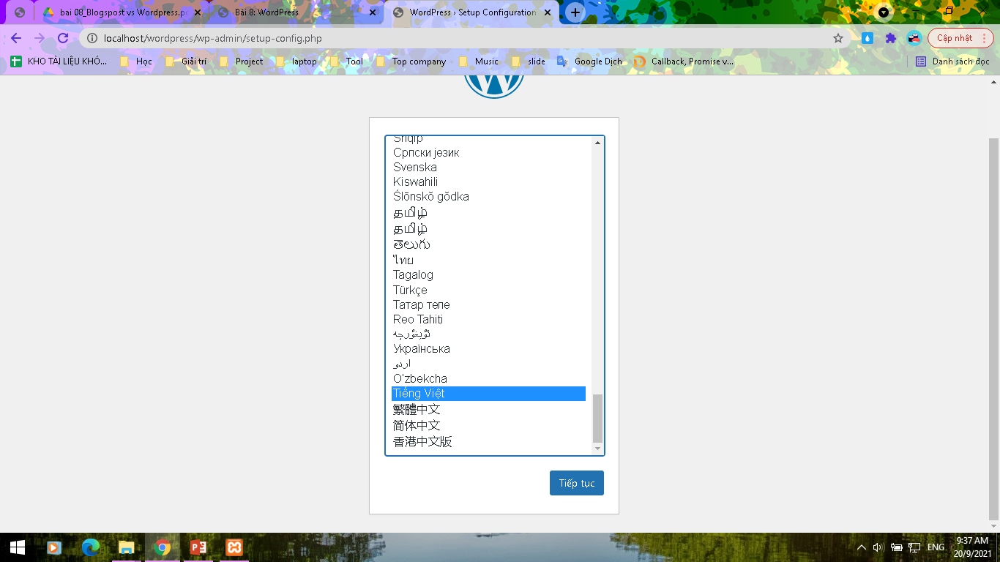 bai 08_Blogspost vs Wordpress.pd
Bài 8: WordPress
WordPress › Setup Configuration
localhost/wordpress/wp-admin/setup-config.php
Cập nhật
KHO TÀI LIỆU KHÓ...
Học
Giải trí
Project
laptop
Tool
Top company
Music
slide
Google Dịch
Callback, Promise v...
Danh sách đọc
Shqip
Српски језик
Svenska
Kiswahili
Ślōnskŏ gŏdka
தமிழ்
தமிழ்
తెలుగు
ไทย
Tagalog
Türkçe
Татар теле
Reo Tahiti
ئۇيغۇرچە
Українська
اردو
O'zbekcha
Tiếng Việt
繁體中文
简体中文
香港中文版
Tiếp tục
ENG
9:37 AM
20/9/2021